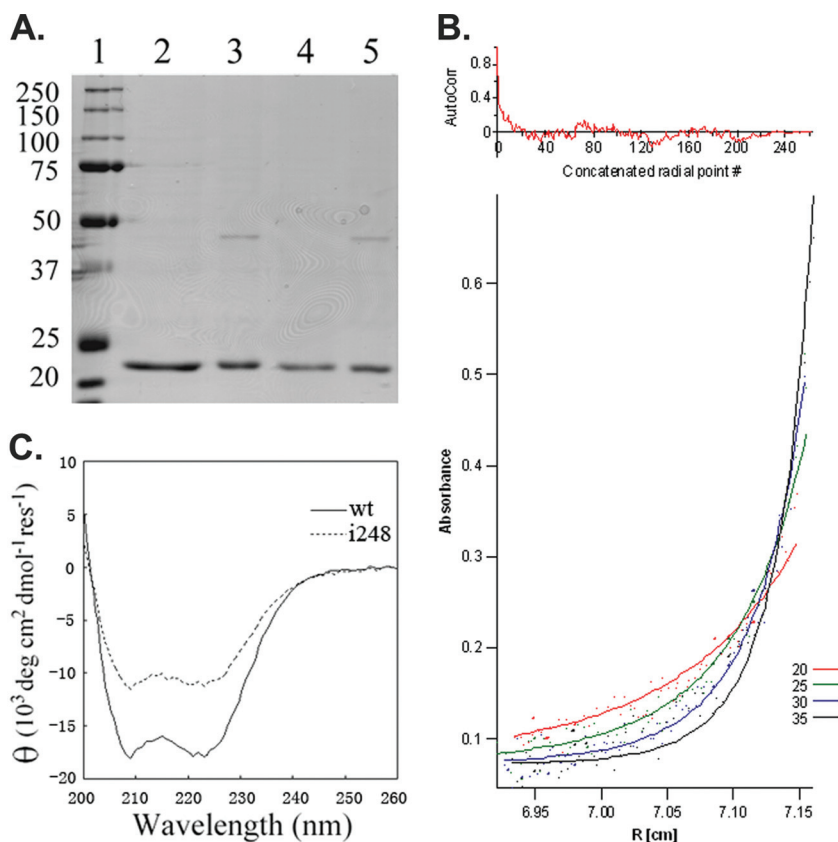 A.
1 2 3 4 5
250
150
100
75
50
37
25
20
B.
AutoCorr
0.8
0.4
0
0 40 80 120 160 200 240
Concatenated radial point #
Absorbance
0.6
0.5
0.4
0.3
0.2
0.1
20
25
30
35
6.95 7.00 7.05 7.10 7.15
R [cm]
C.
θ (10³ deg cm² dmol⁻¹res⁻¹)
10
5
0
−5
−10
−15
−20
wt
i248
200 210 220 230 240 250 260
Wavelength (nm)